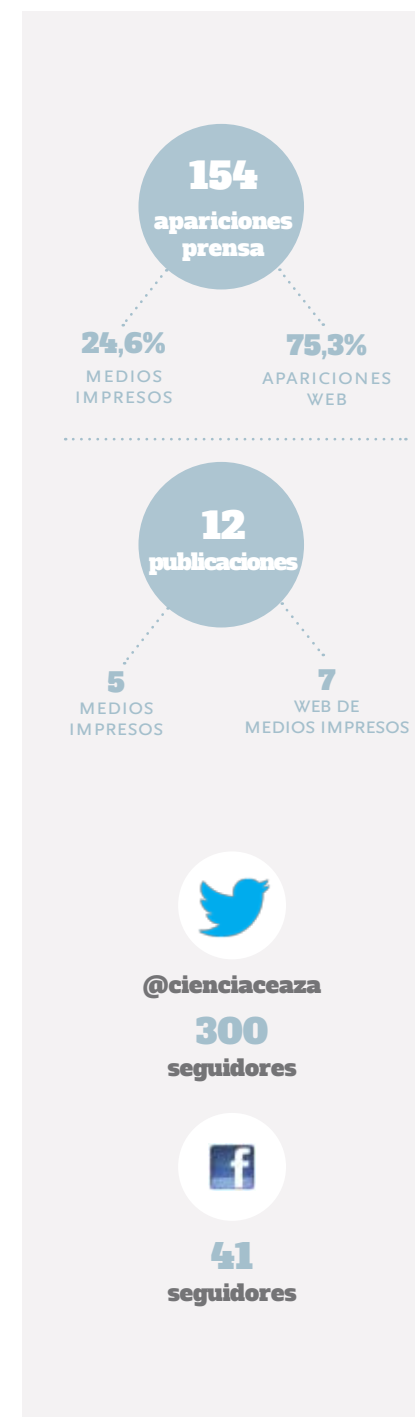 154
apariciones
prensa
24,6%
MEDIOS
IMPRESOS
75,3%
APARICIONES
WEB
12
publicaciones
5
MEDIOS
IMPRESOS
7
WEB DE
MEDIOS IMPRESOS
@cienciaceaza
300
seguidores
f
41
seguidores